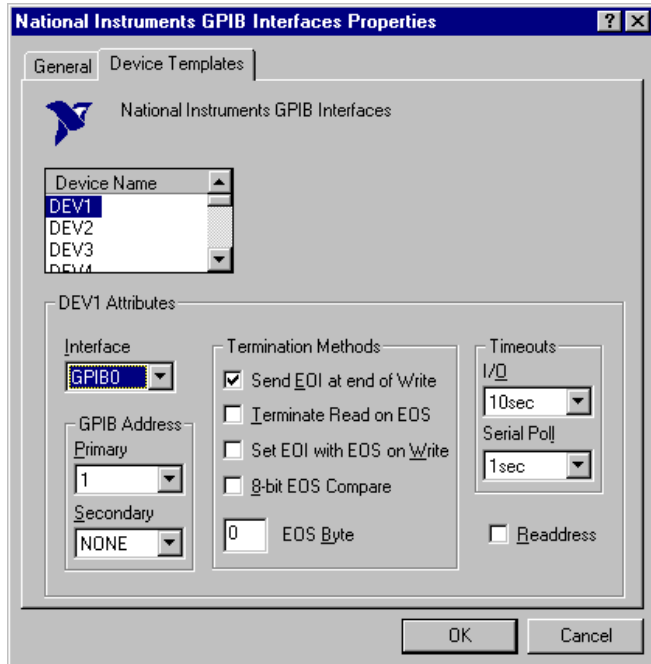 National Instruments GPIB Interfaces Properties
General Device Templates
National Instruments GPIB Interfaces
Device Name
DEV1
DEV2
DEV3
DEV4
DEV1 Attributes
Interface
GPIB0
GPIB Address
Primary
1
Secondary
NONE
Termination Methods
Send EOI at end of Write
Terminate Read on EOS
Set EOI with EOS on Write
8-bit EOS Compare
0 EOS Byte
Timeouts
I/O
10sec
Serial Poll
1sec
Readdress
OK Cancel